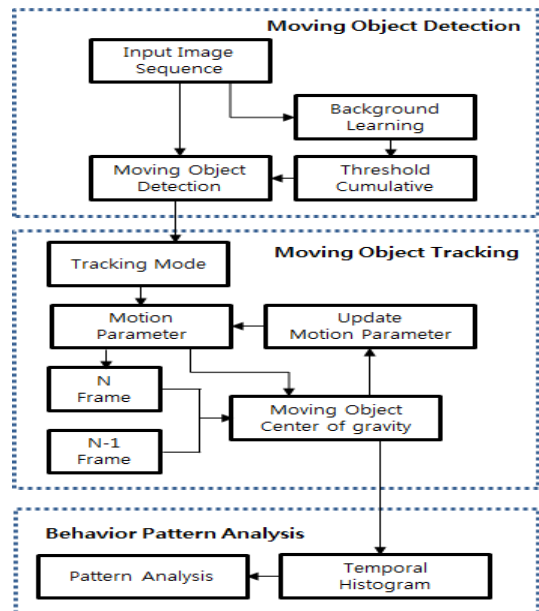 Moving Object Detection
Input Image
Sequence
Background
Learning
Moving Object
Detection
Threshold
Cumulative
Moving Object Tracking
Tracking Mode
Motion
Parameter
Update
Motion Parameter
N
Frame
Moving Object
Center of gravity
N-1
Frame
Behavior Pattern Analysis
Pattern Analysis
Temporal
Histogram